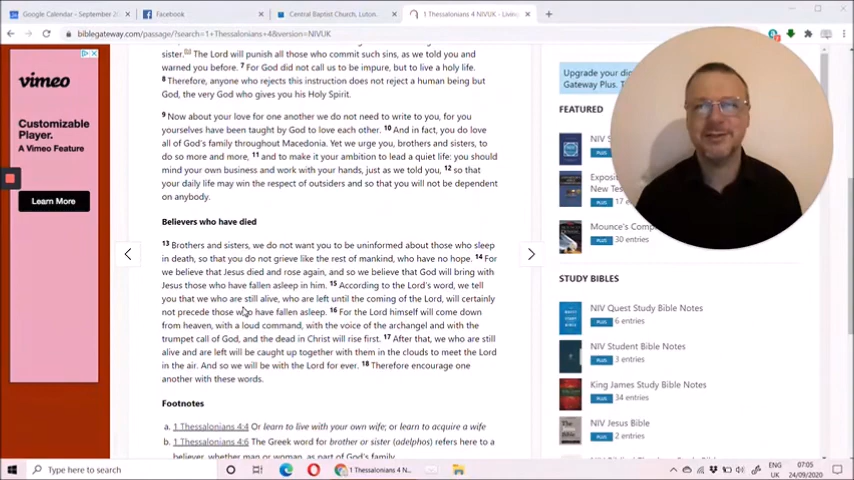 Google Calendar - September 20
Facebook
Central Baptist Church, Luton
1 Thessalonians 4 NIVUK - Living
biblegateway.com/passage/?search=1+Thessalonians+4&version=NIVUK
vimeo
Customizable
Player.
A Vimeo Feature
Learn More
sister. The Lord will punish all those who commit such sins, as we told you and
warned you before. 7 For God did not call us to be impure, but to live a holy life.
8 Therefore, anyone who rejects this instruction does not reject a human being but
God, the very God who gives you his Holy Spirit.
9 Now about your love for one another we do not need to write to you, for you
yourselves have been taught by God to love each other. 10 And in fact, you do love
all of God's family throughout Macedonia. Yet we urge you, brothers and sisters, to
do so more and more, 11 and to make it your ambition to lead a quiet life: you should
mind your own business and work with your hands, just as we told you, 12 so that
your daily life may win the respect of outsiders and so that you will not be dependent
on anybody.
Believers who have died
13 Brothers and sisters, we do not want you to be uninformed about those who sleep
in death, so that you do not grieve like the rest of mankind, who have no hope. 14 For
we believe that Jesus died and rose again, and so we believe that God will bring with
Jesus those who have fallen asleep in him. 15 According to the Lord's word, we tell
you that we who are still alive, who are left until the coming of the Lord, will certainly
not precede those who have fallen asleep. 16 For the Lord himself will come down
from heaven, with a loud command, with the voice of the archangel and with the
trumpet call of God, and the dead in Christ will rise first. 17 After that, we who are still
alive and are left will be caught up together with them in the clouds to meet the Lord
in the air. And so we will be with the Lord for ever. 18 Therefore encourage one
another with these words.
Footnotes
a. 1 Thessalonians 4:4 Or learn to live with your own wife; or learn to acquire a wife
b. 1 Thessalonians 4:6 The Greek word for brother or sister (adelphos) refers here to a
believer, whether man or woman, as part of God's family.
Upgrade your
Gateway Plus.
FEATURED
NIV
PLUS
Expos
New Test
PLUS 17 e
Mounce's Comp
PLUS 30 entries
STUDY BIBLES
NIV Quest Study Bible Notes
PLUS 6 entries
NIV Student Bible Notes
PLUS 3 entries
King James Study Bible
PLUS 34 entries
NIV Jesus Bible
PLUS 2 entries
Type here to search
1 Thessalonians 4 N...
ENG
UK
07:05
24/09/2020